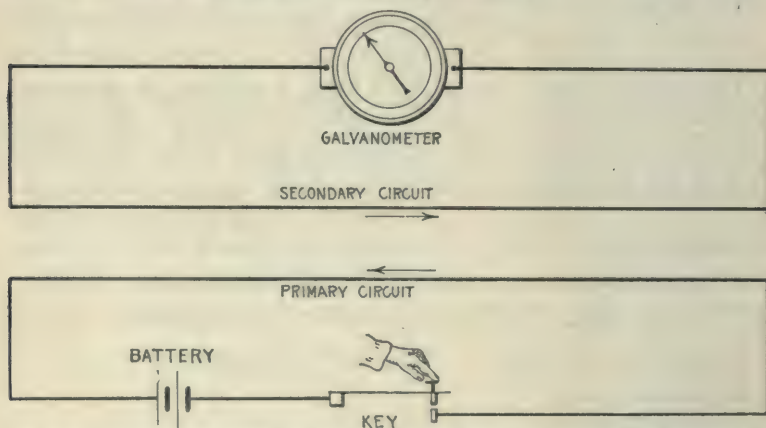 GALVANOMETER
SECONDARY CIRCUIT
PRIMARY CIRCUIT
BATTERY
KEY